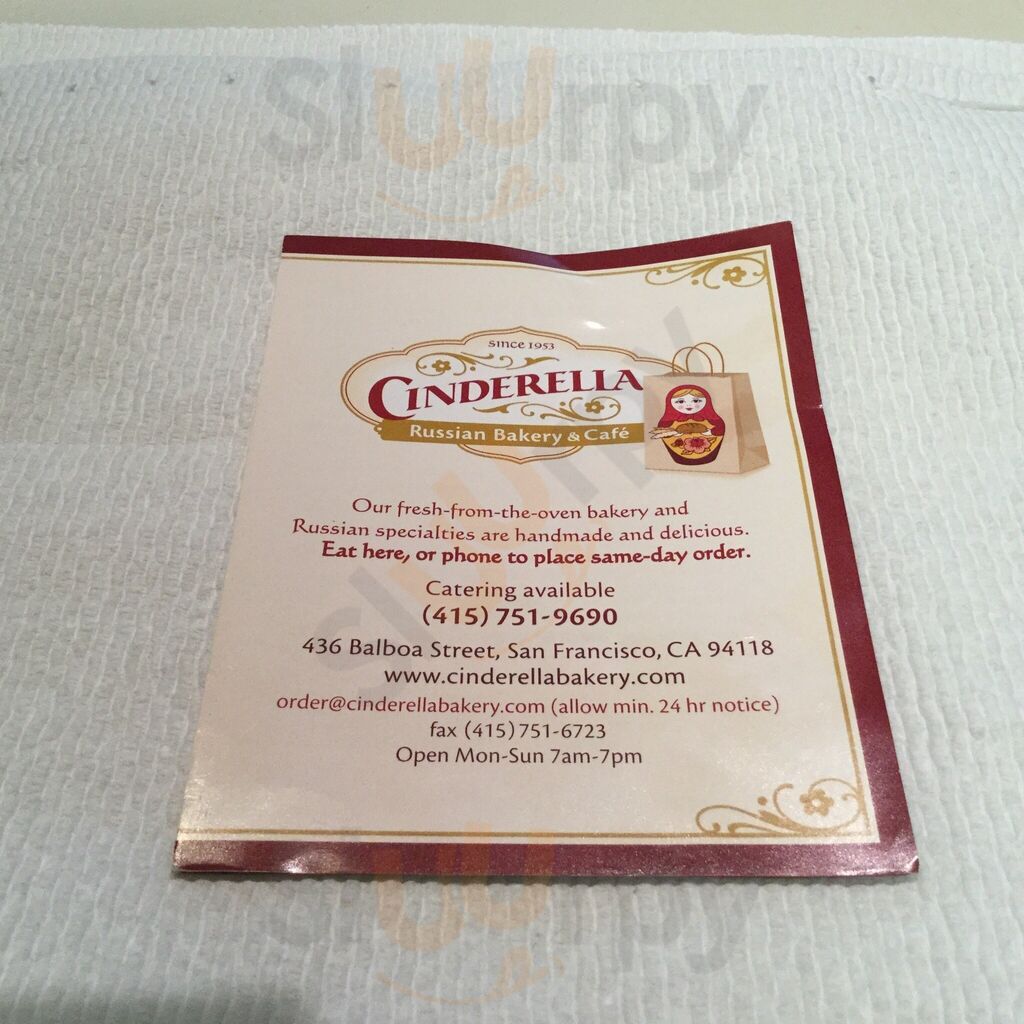 sluurpy
since 1953
CINDERELLA
Russian Bakery & Café
Our fresh-from-the-oven bakery and
Russian specialties are handmade and delicious.
Eat here, or phone to place same-day order.
Catering available
(415) 751-9690
436 Balboa Street, San Francisco, CA 94118
www.cinderellabakery.com
order@cinderellabakery.com (allow min. 24 hr notice)
fax (415) 751-6723
Open Mon-Sun 7am-7pm
sluurpy
sluurpy